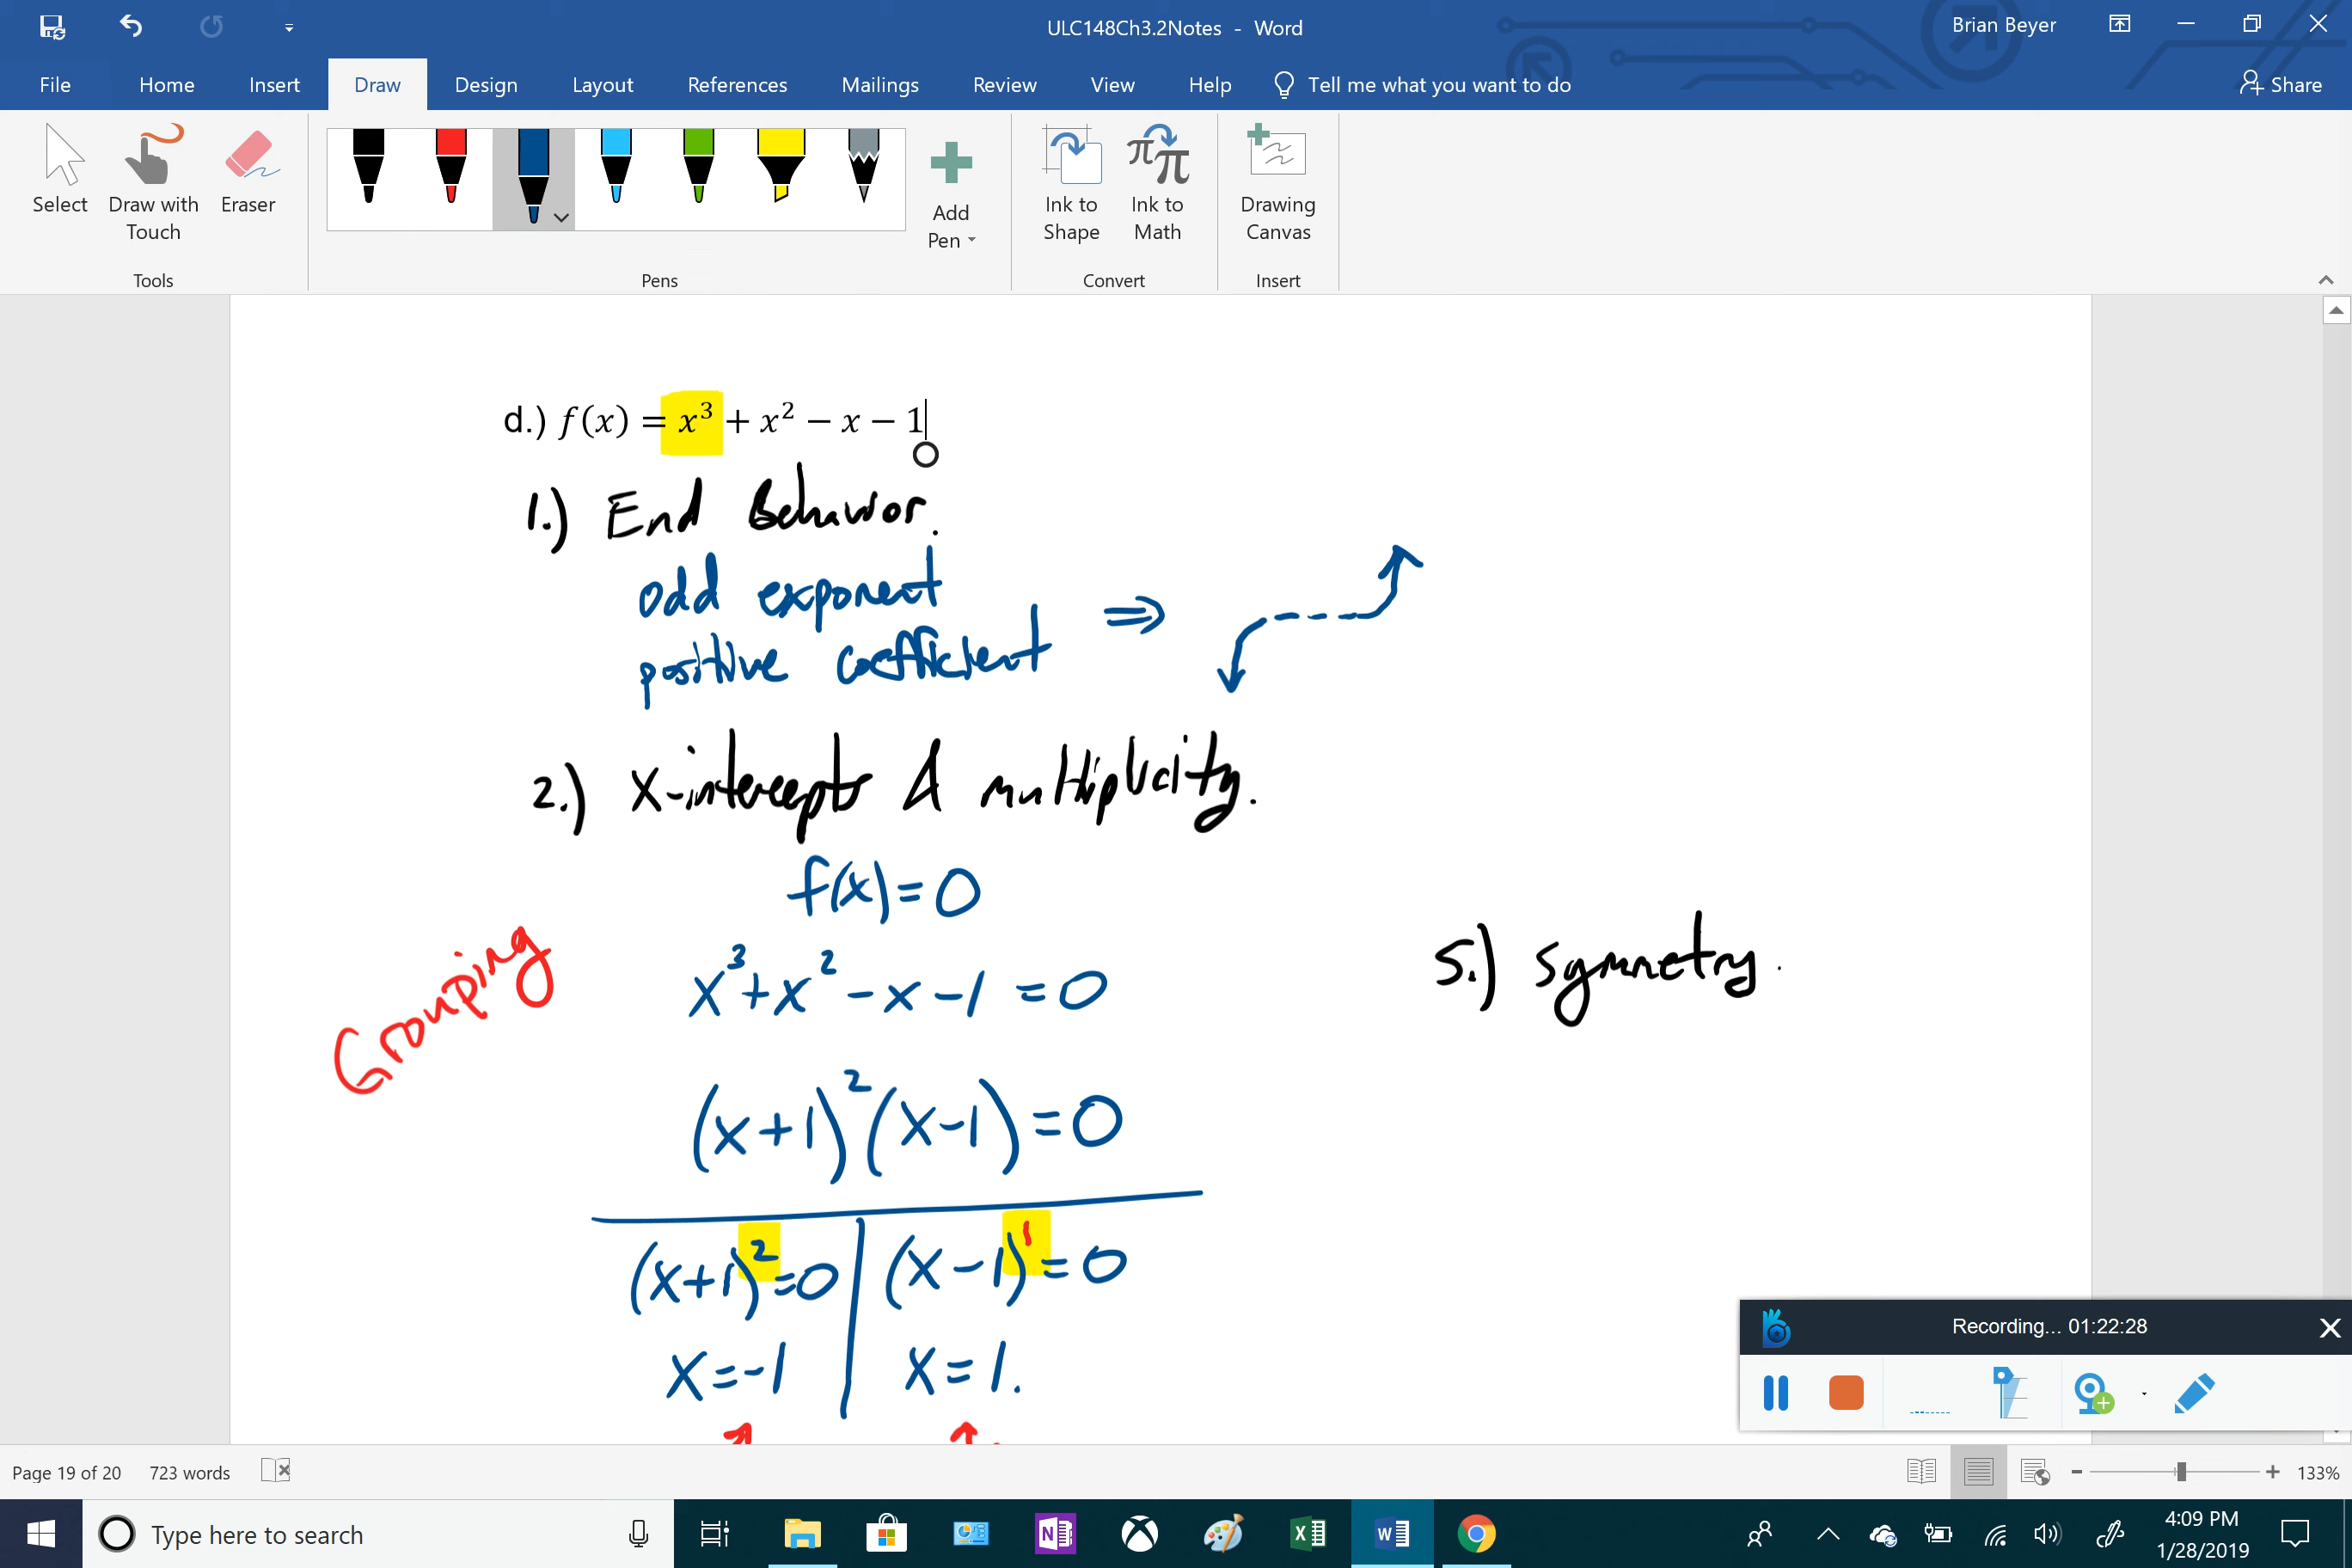 ULC148Ch3.2Notes - Word
Brian Beyer
File Home Insert Draw Design Layout References Mailings Review View Help Tell me what you want to do Share
Select Draw with Touch Eraser
Add Pen
Ink to Shape Ink to Math
Drawing Canvas
Tools Pens Convert Insert
d.) f(x) = x³ + x² − x − 1
1.) End Behavior.
odd exponent
positive coefficient ⇒
2.) x-intercepts & multiplicity.
f(x)=0
Grouping
x³+x²-x-1=0
5.) Symmetry.
(x+1)²(x-1)=0
(x+1)²=0 (x-1)¹=0
x=-1 x=1.
Recording... 01:22:28
Page 19 of 20 723 words 133%
Type here to search
4:09 PM
1/28/2019